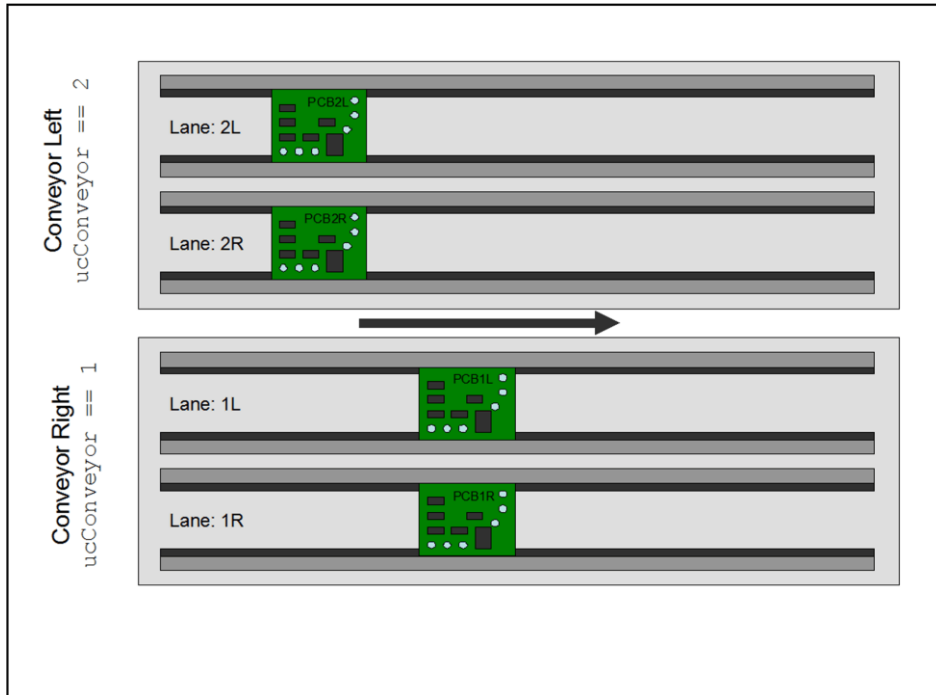 Conveyor Left
ucConveyor == 2
PCB2L
Lane: 2L
PCB2R
Lane: 2R
Conveyor Right
ucConveyor == 1
PCB1L
Lane: 1L
PCB1R
Lane: 1R